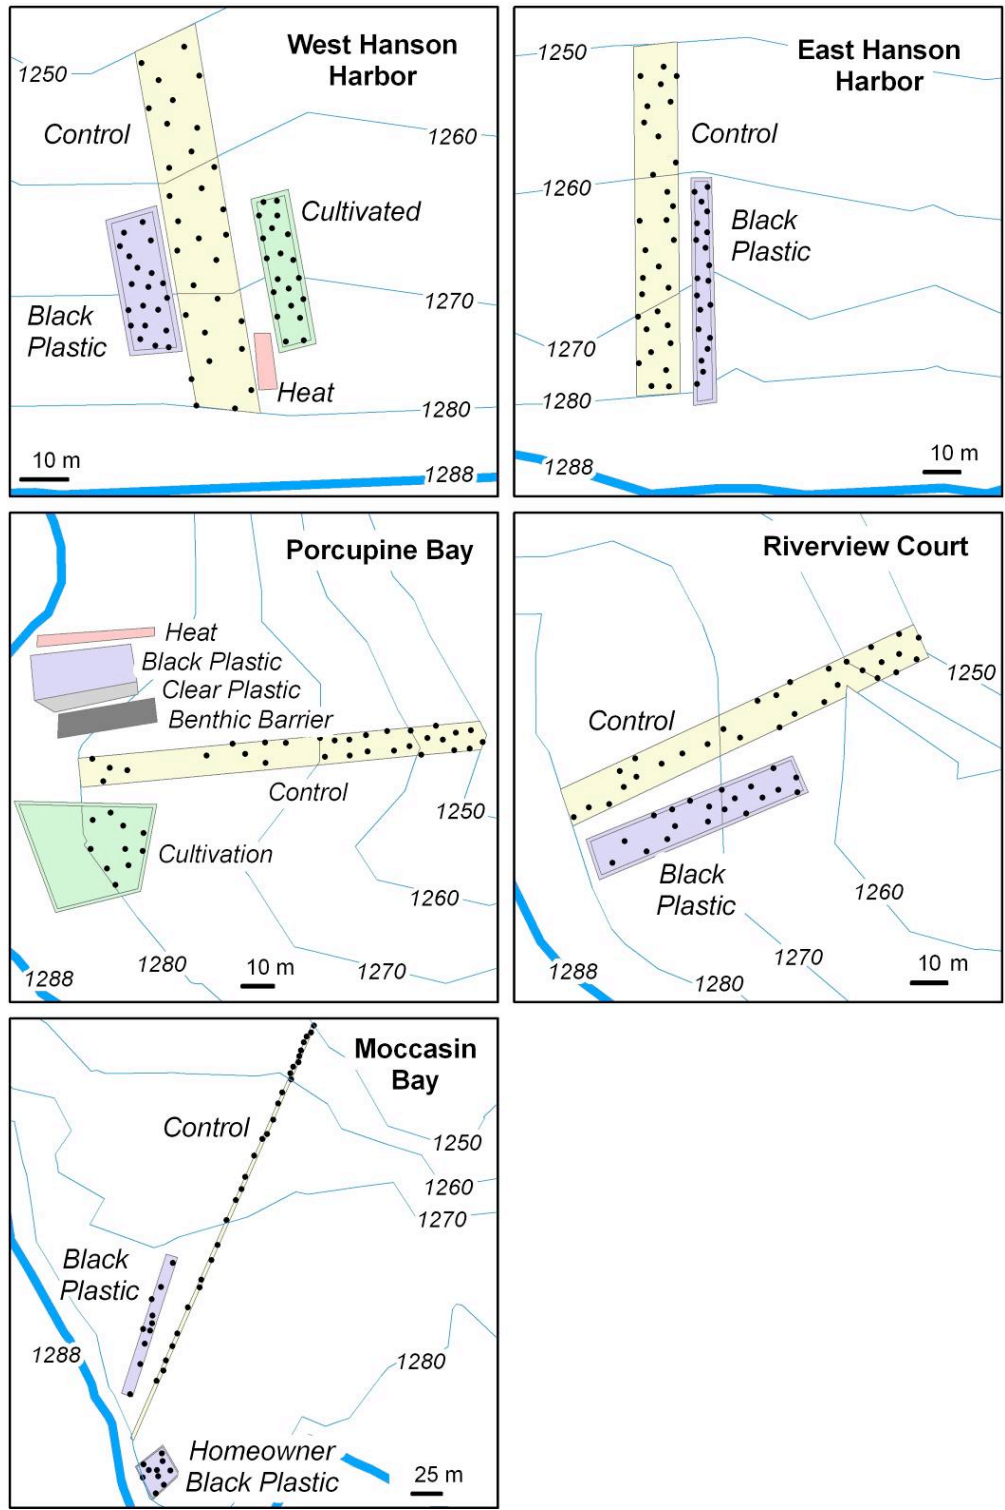 West Hanson
Harbor
1250
Control
1260
Cultivated
Black
Plastic
1270
Heat
1280
10 m
1288
East Hanson
Harbor
1250
Control
1260
Black
Plastic
1270
1280
1288
10 m
Porcupine Bay
Heat
Black Plastic
Clear Plastic
Benthic Barrier
Control
1250
Cultivation
1260
1280
1270
1288
10 m
Riverview Court
1250
Control
Black
Plastic
1260
1270
1280
1288
10 m
Moccasin
Bay
Control
1250
1260
1270
Black
Plastic
1288
1280
Homeowner
Black Plastic
25 m